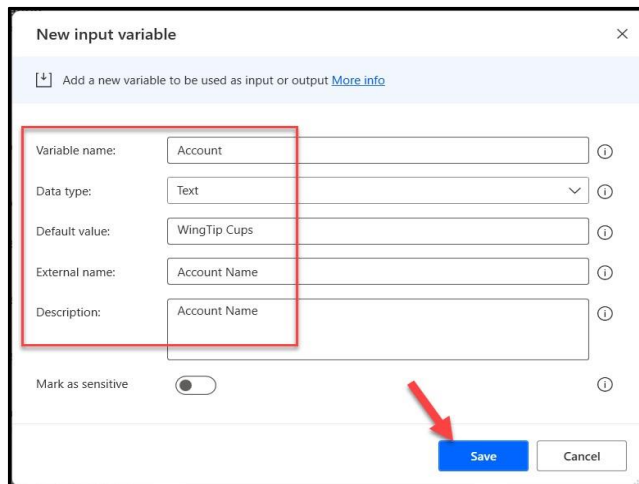 New input variable
Add a new variable to be used as input or output More info
Variable name: Account
Data type: Text
Default value: WingTip Cups
External name: Account Name
Description: Account Name
Mark as sensitive
Save Cancel